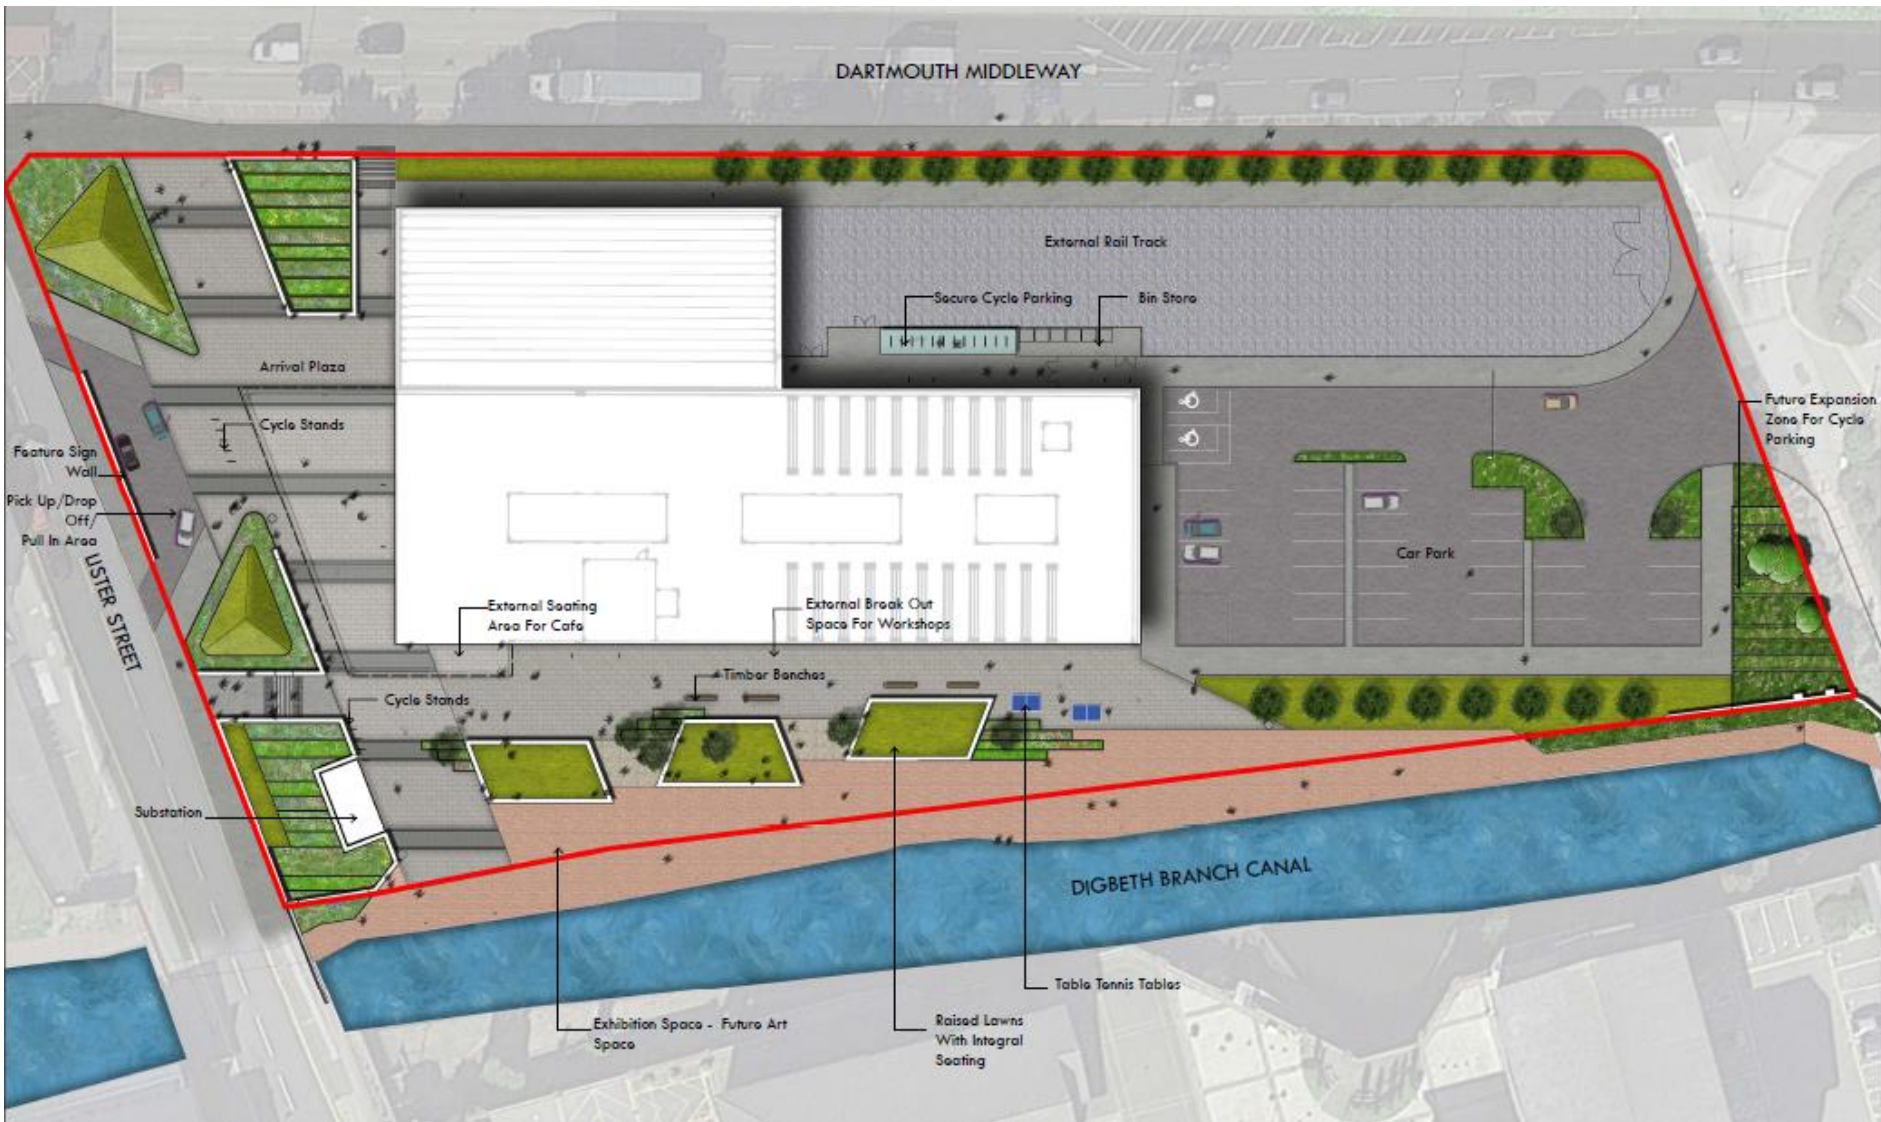 DARTMOUTH MIDDLEWAY
External Rail Track
Secure Cycle Parking
Bin Store
Arrival Plaza
Cycle Stands
Future Expansion
Zone For Cycle
Parking
Feature Sign
Wall
Pick Up/Drop
Off/
Pull In Area
Car Park
LISTER STREET
External Seating
Area For Cafe
External Break Out
Space For Workshops
Timber Benches
Cycle Stands
Substation
DIGBETH BRANCH CANAL
Table Tennis Tables
Exhibition Space - Future Art
Space
Raised Lawns
With Integral
Seating